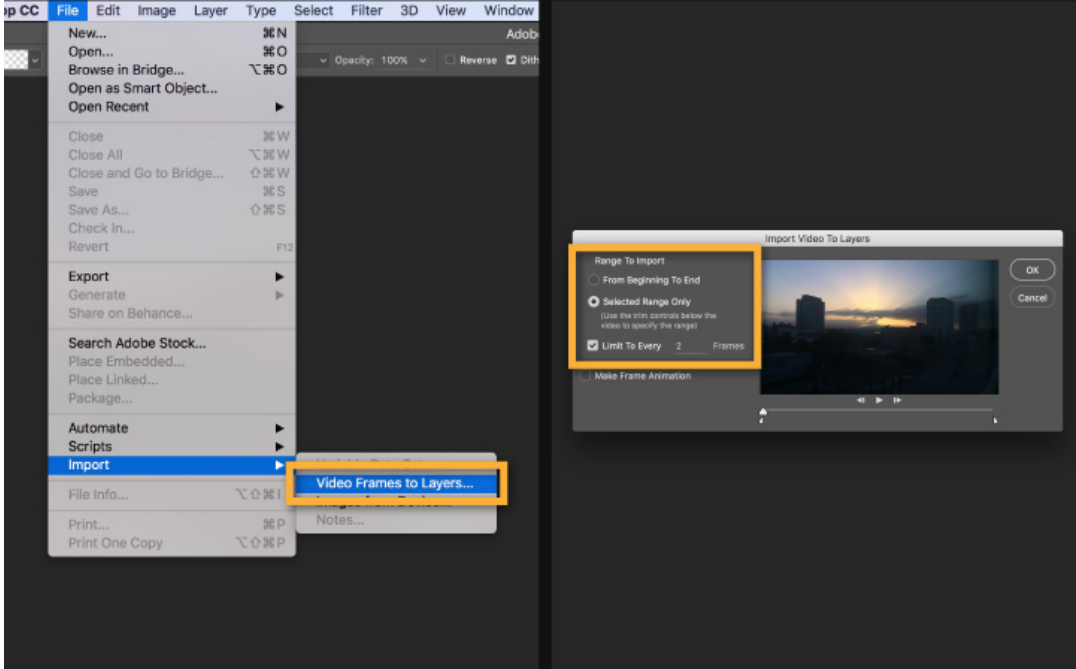 op CC File Edit Image Layer Type Select Filter 3D View Window
New... ⌘N
Adob
Open... ⌘O
Browse in Bridge... ⌥⌘O
Opacity: 100% Reverse Dith
Open as Smart Object...
Open Recent ▶
Close ⌘W
Close All ⌥⌘W
Close and Go to Bridge... ⇧⌘W
Save ⌘S
Save As... ⇧⌘S
Check In...
Revert F12
Export ▶
Generate ▶
Share on Behance...
Search Adobe Stock...
Place Embedded...
Place Linked...
Package...
Automate ▶
Scripts ▶
Import ▶
Video Frames to Layers...
File Info... ⌥⇧⌘I
Notes...
Print... ⌘P
Print One Copy ⌥⇧⌘P
Import Video To Layers
Range To Import
From Beginning To End
Selected Range Only
(Use the trim controls below the
video to specify the range)
Limit To Every 2 Frames
Make Frame Animation
OK
Cancel